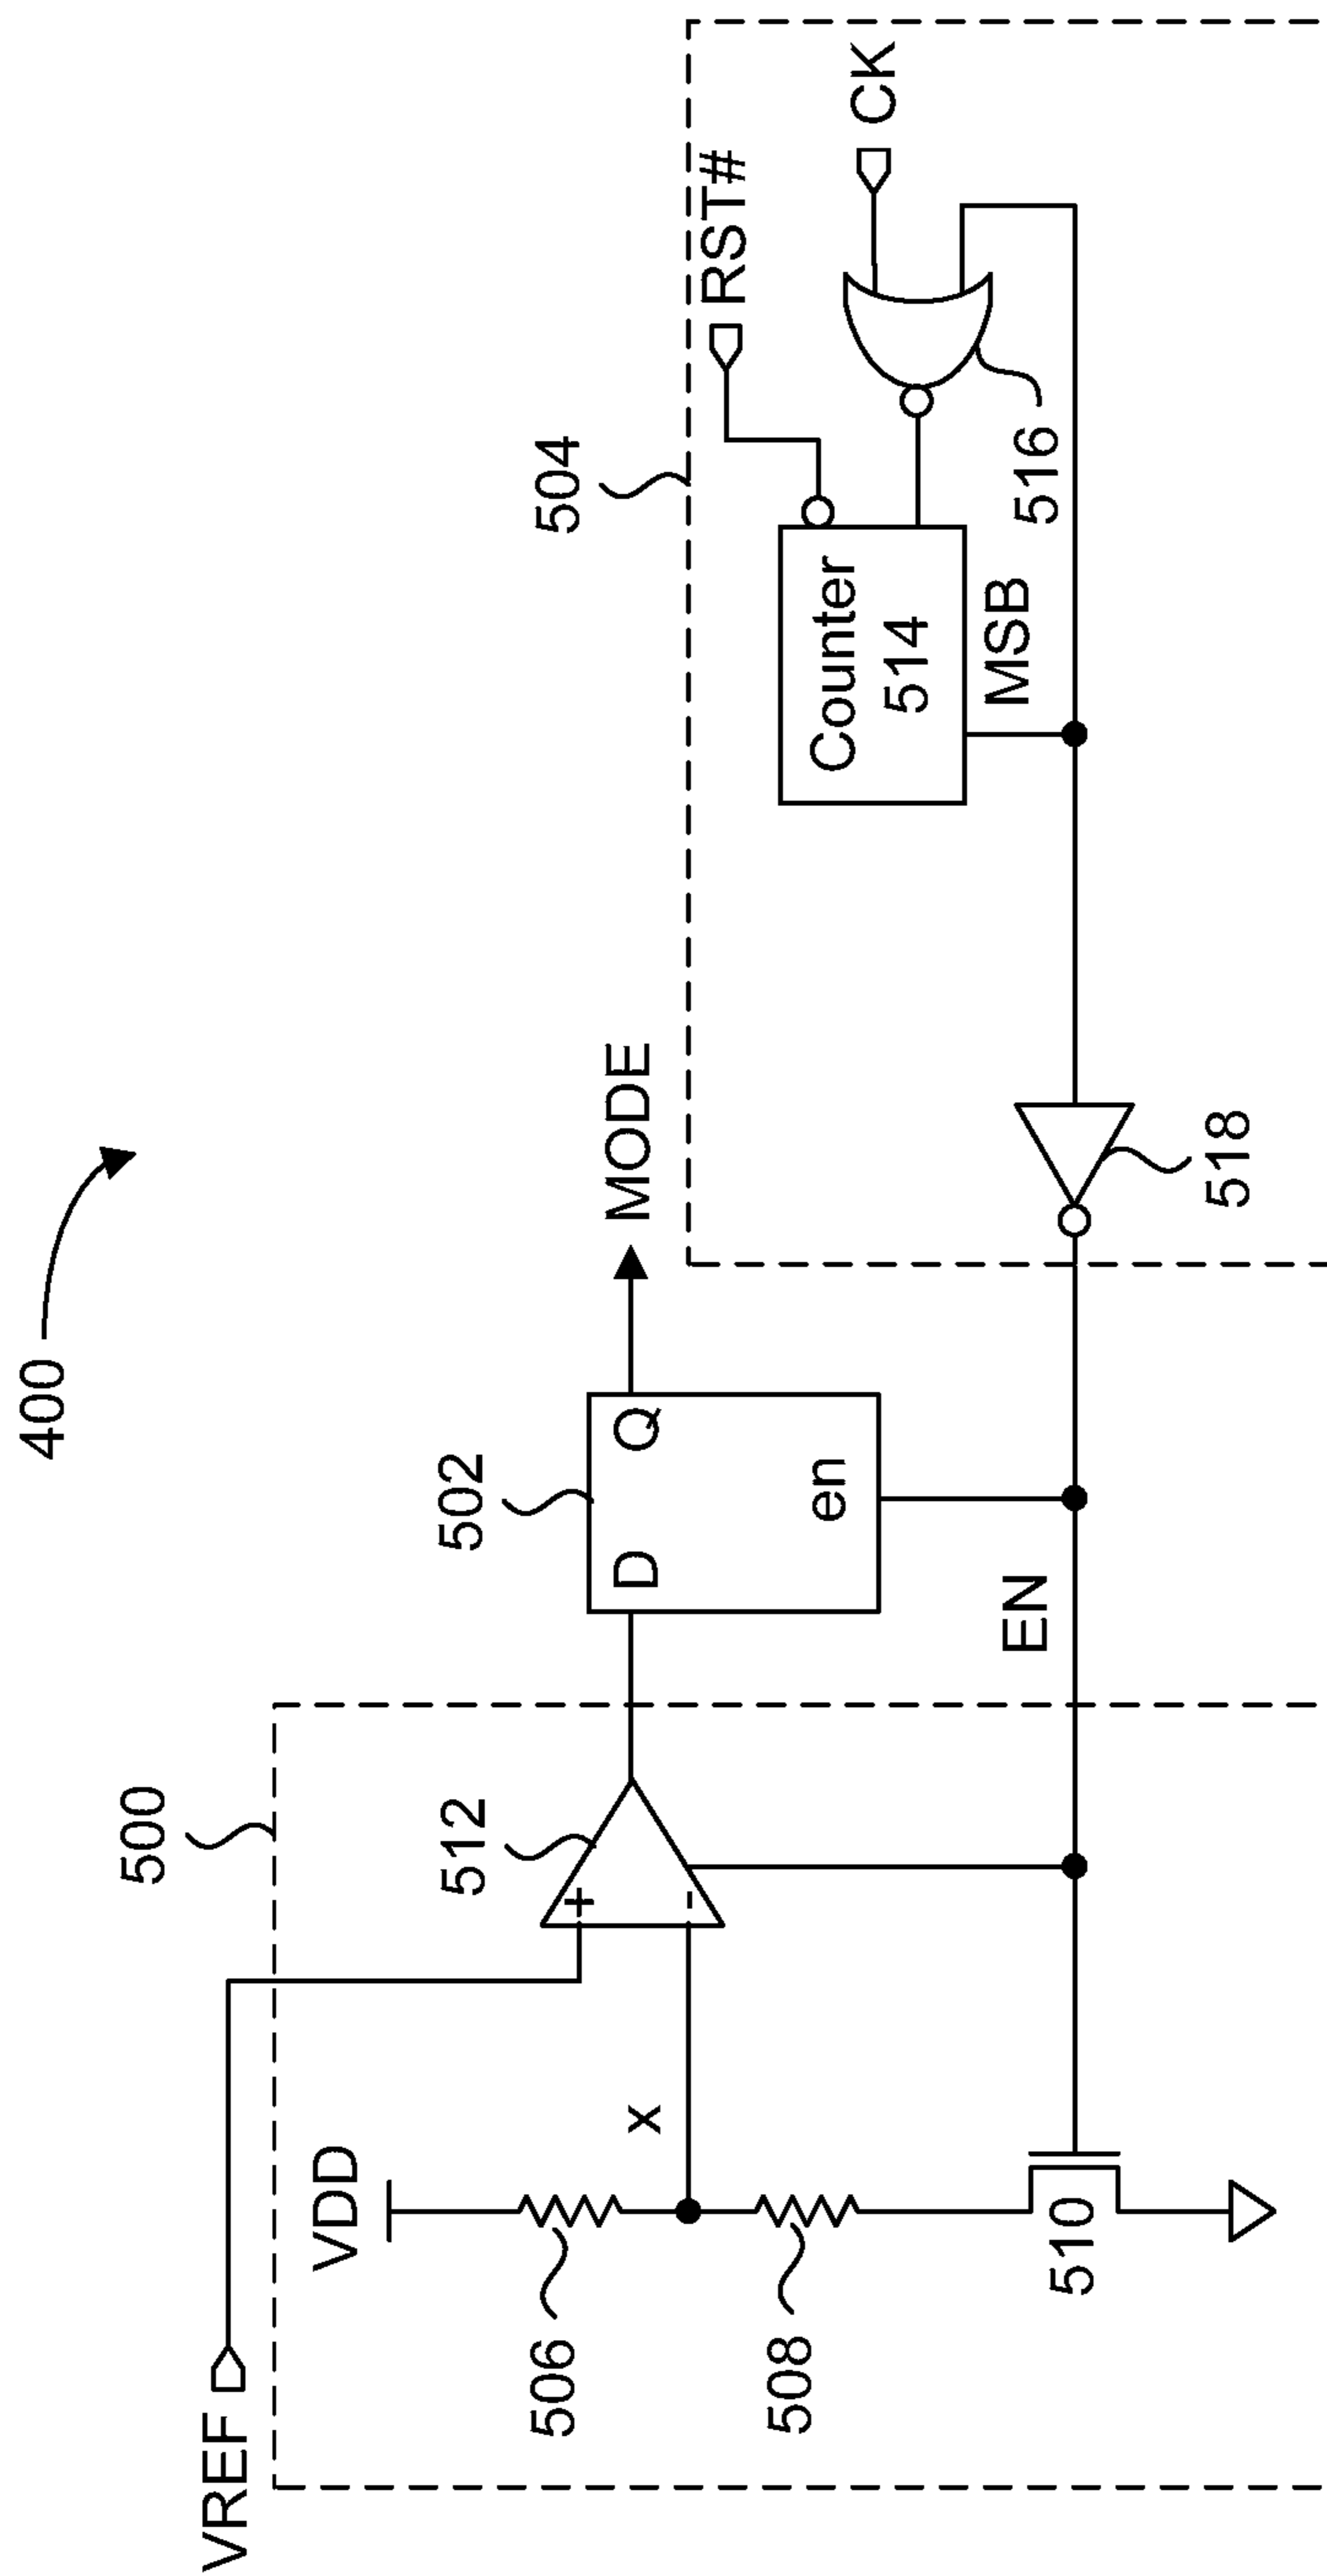 400
500
502
504
VREF
VDD
512
+
-
D
Q
en
MODE
RST#
CK
506
x
Counter
514
516
508
MSB
EN
510
518